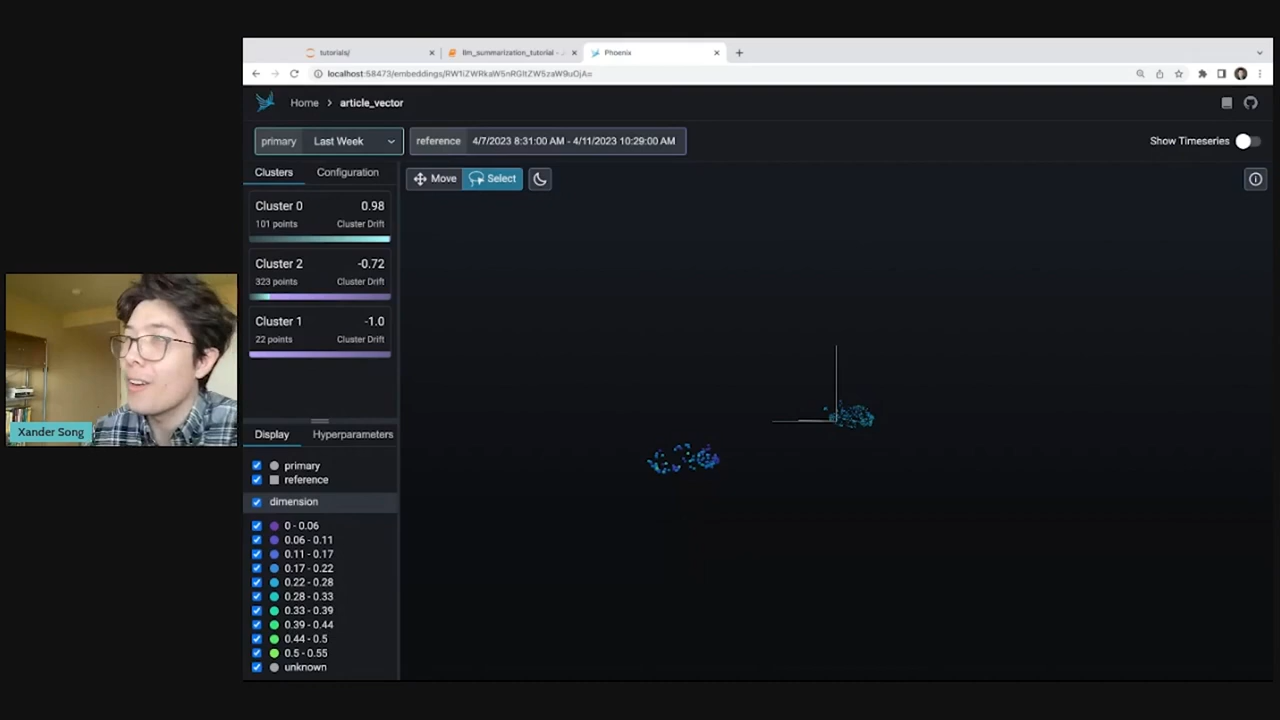 tutorials/
llm_summarization_tutorial - 
Phoenix
localhost:58473/embeddings/RW1iZWRkaW5nRGltZW5zaW9uOjA=
Home > article_vector
primary Last Week
reference 4/7/2023 8:31:00 AM - 4/11/2023 10:29:00 AM
Show Timeseries
Clusters Configuration
Move Select
Cluster 0 0.98
101 points Cluster Drift
Cluster 2 -0.72
323 points Cluster Drift
Cluster 1 -1.0
22 points Cluster Drift
Xander Song
Display Hyperparameters
primary
reference
dimension
0 - 0.06
0.06 - 0.11
0.11 - 0.17
0.17 - 0.22
0.22 - 0.28
0.28 - 0.33
0.33 - 0.39
0.39 - 0.44
0.44 - 0.5
0.5 - 0.55
unknown